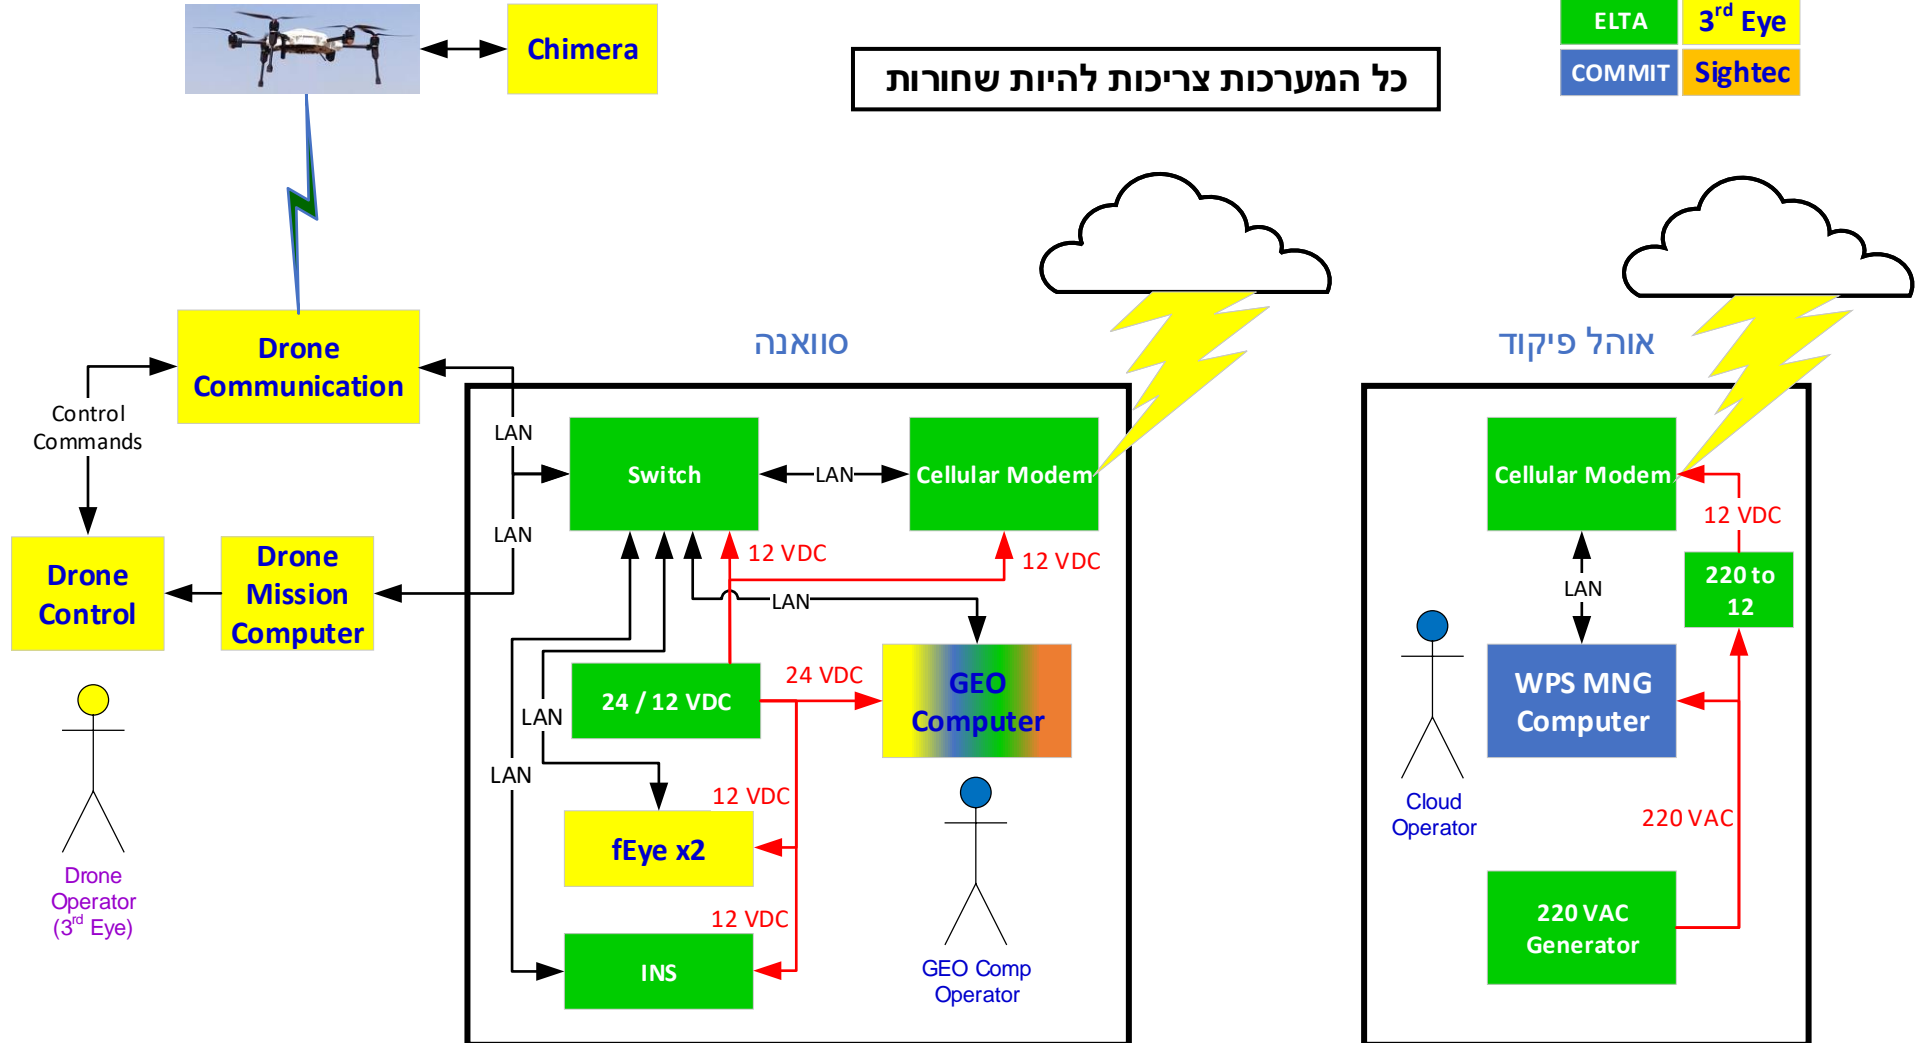 Chimera
כל המערכות צריכות להיות שחורות
ELTA
3rd Eye
COMMIT
Sightec
Drone
Communication
Control
Commands
Drone
Control
Drone
Mission
Computer
Drone
Operator
(3rd Eye)
סוואנה
LAN
LAN
Switch
LAN
Cellular Modem
12 VDC
12 VDC
LAN
24 / 12 VDC
24 VDC
GEO
Computer
LAN
LAN
12 VDC
fEye x2
12 VDC
INS
GEO Comp
Operator
אוהל פיקוד
Cellular Modem
12 VDC
LAN
220 to
12
WPS MNG
Computer
Cloud
Operator
220 VAC
220 VAC
Generator